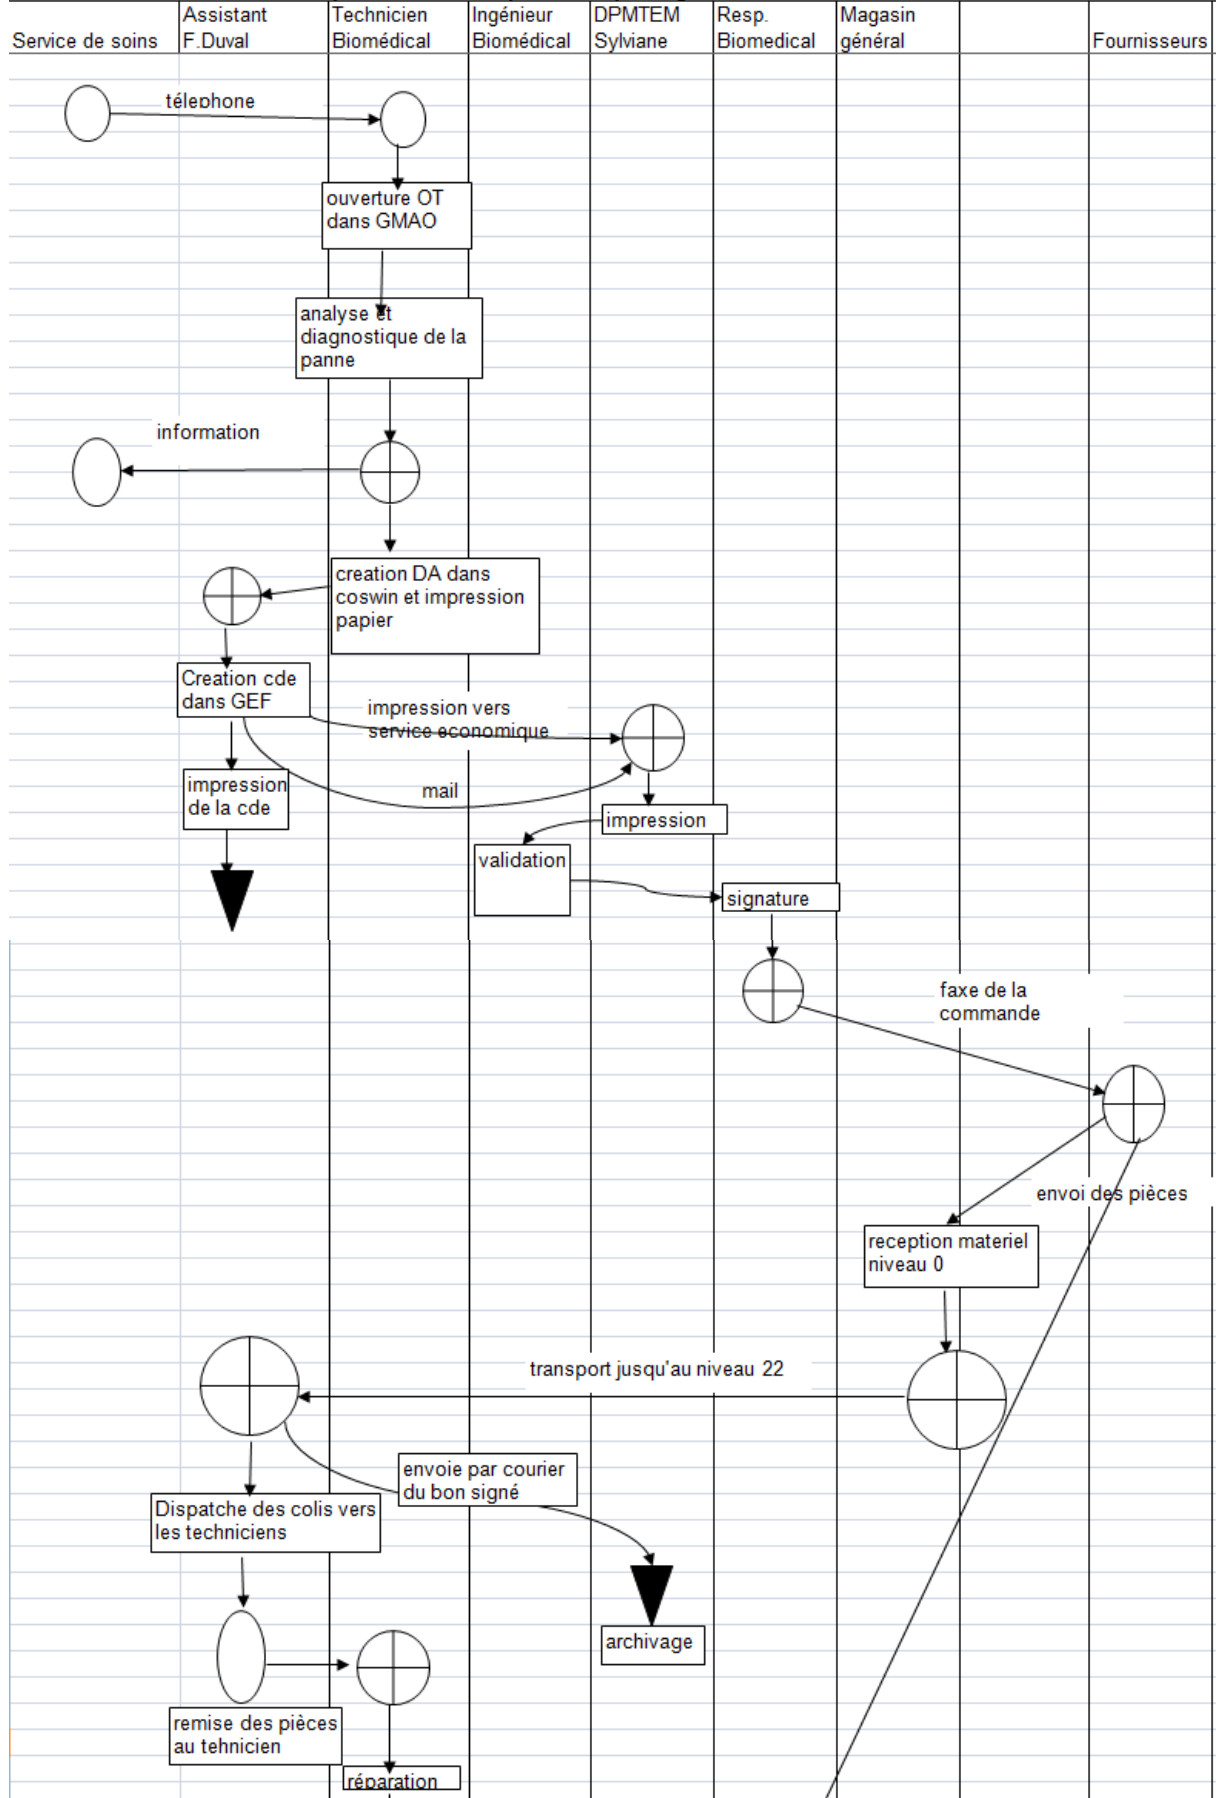 Assistant
Technicien
Ingénieur
DPMTEM
Resp.
Magasin
Service de soins
F.Duval
Biomédical
Biomédical
Sylviane
Biomedical
général
Fournisseurs
télephone
ouverture OT
dans GMAO
analyse et
diagnostique de la
panne
information
creation DA dans
coswin et impression
papier
Creation cde
dans GEF
impression vers
service economique
impression
de la cde
mail
impression
validation
signature
faxe de la
commande
envoi des pièces
reception materiel
niveau 0
transport jusqu'au niveau 22
envoie par courier
du bon signé
Dispatche des colis vers
les techniciens
archivage
remise des pièces
au tehnicien
réparation